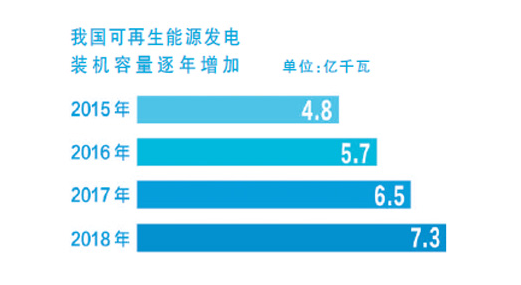 我国可再生能源发电
装机容量逐年增加 单位:亿千瓦
2015年 4.8
2016年 5.7
2017年 6.5
2018年 7.3